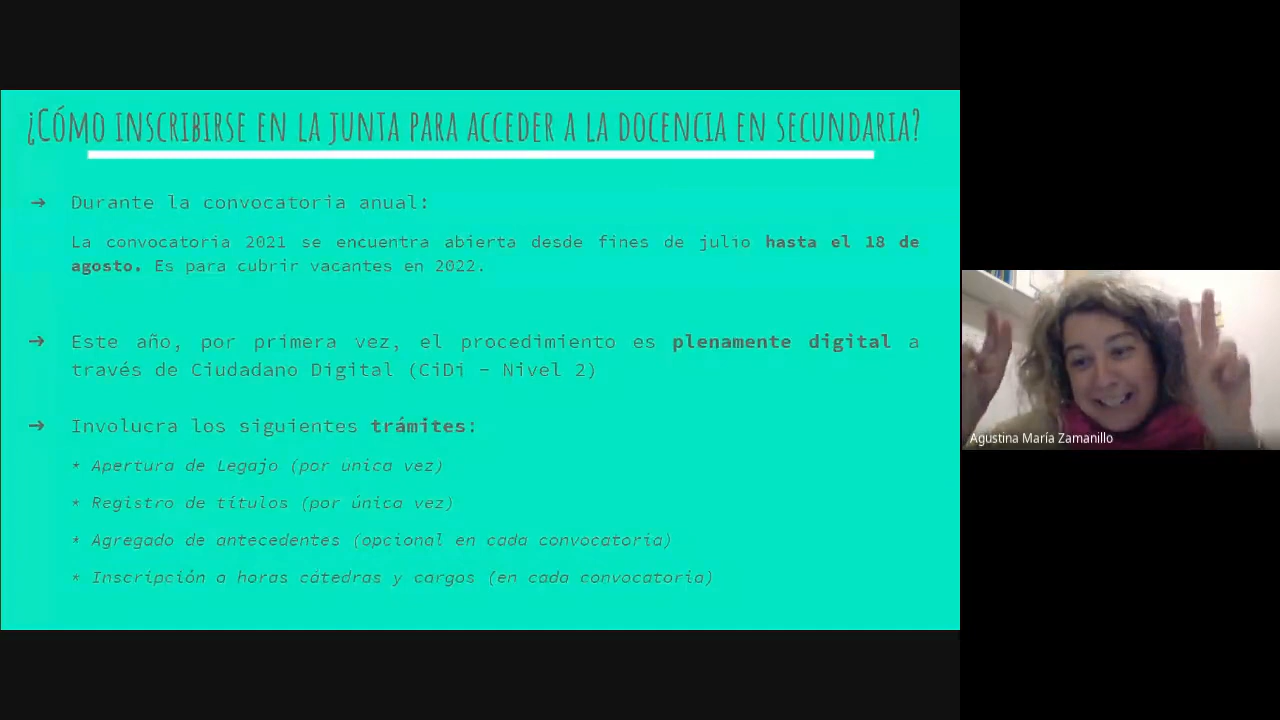 ¿Cómo inscribirse en la junta para acceder a la docencia en secundaria?
➔ Durante la convocatoria anual:
La convocatoria 2021 se encuentra abierta desde fines de julio hasta el 18 de
agosto. Es para cubrir vacantes en 2022.
➔ Este año, por primera vez, el procedimiento es plenamente digital a
través de Ciudadano Digital (CiDi - Nivel 2)
➔ Involucra los siguientes trámites:
* Apertura de Legajo (por única vez)
* Registro de títulos (por única vez)
* Agregado de antecedentes (opcional en cada convocatoria)
* Inscripción a horas cátedras y cargos (en cada convocatoria)
Agustina María Zamanillo